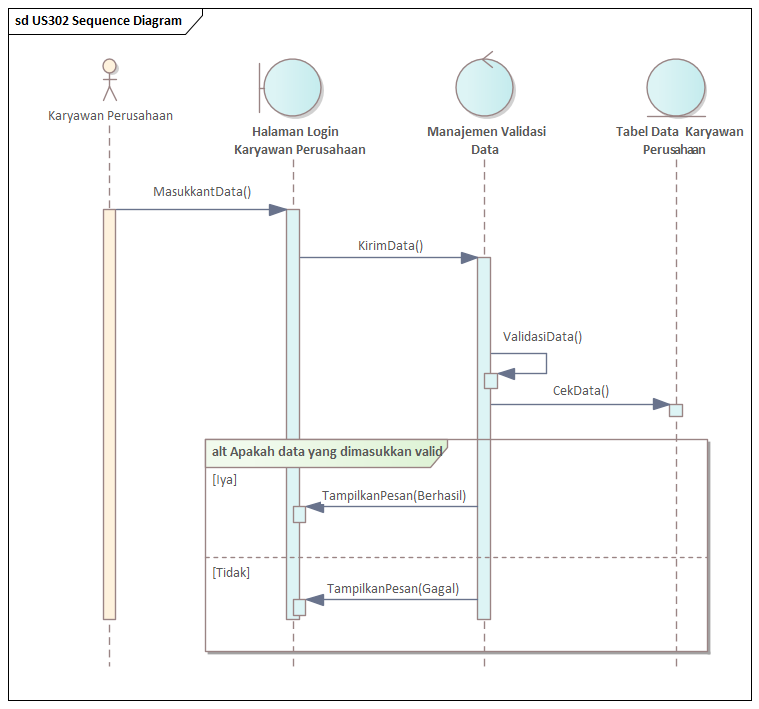 sd US302 Sequence Diagram
Karyawan Perusahaan
Halaman Login
Karyawan Perusahaan
Manajemen Validasi
Data
Tabel Data Karyawan
Perusahaan
MasukkantData()
KirimData()
ValidasiData()
CekData()
alt Apakah data yang dimasukkan valid
[Iya]
TampilkanPesan(Berhasil)
[Tidak]
TampilkanPesan(Gagal)